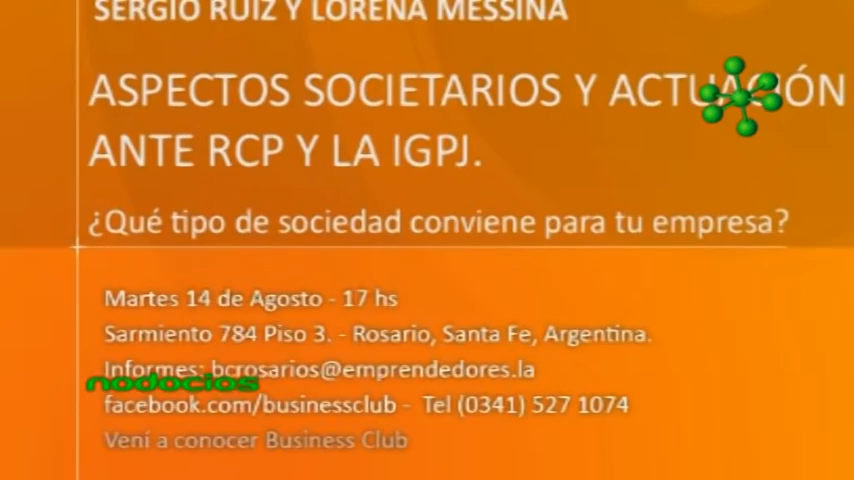 SERGIO RUIZ Y LORENA MESSINA
ASPECTOS SOCIETARIOS Y ACTUACIÓN
ANTE RCP Y LA IGPJ.
¿Qué tipo de sociedad conviene para tu empresa?
Martes 14 de Agosto - 17 hs
Sarmiento 784 Piso 3. - Rosario, Santa Fe, Argentina.
Informes: bcrosarios@emprendedores.la
nodocios
facebook.com/businessclub - Tel (0341) 527 1074
Vení a conocer Business Club